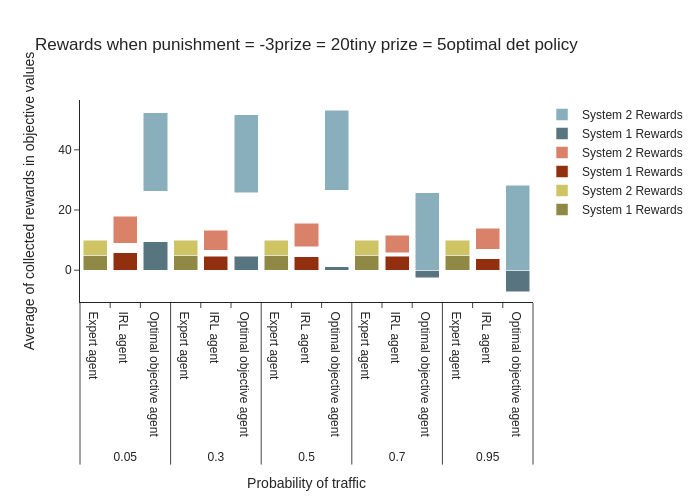 Rewards when punishment = -3prize = 20tiny prize = 5optimal det policy
Average of collected rewards in objective values
40
20
0
System 2 Rewards
System 1 Rewards
System 2 Rewards
System 1 Rewards
System 2 Rewards
System 1 Rewards
Expert agent
IRL agent
Optimal objective agent
Expert agent
IRL agent
Optimal objective agent
Expert agent
IRL agent
Optimal objective agent
Expert agent
IRL agent
Optimal objective agent
Expert agent
IRL agent
Optimal objective agent
0.05
0.3
0.5
0.7
0.95
Probability of traffic